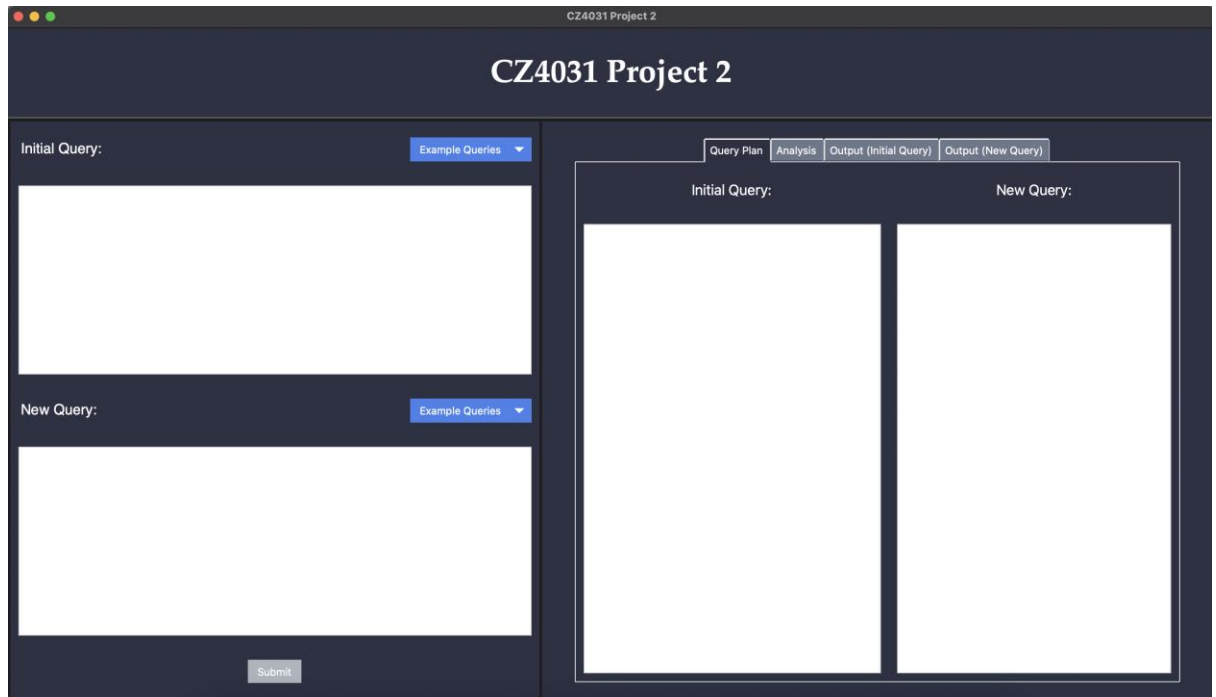 CZ4031 Project 2
CZ4031 Project 2
Initial Query:
Example Queries
New Query:
Example Queries
Submit
Query Plan Analysis Output (Initial Query) Output (New Query)
Initial Query: New Query: